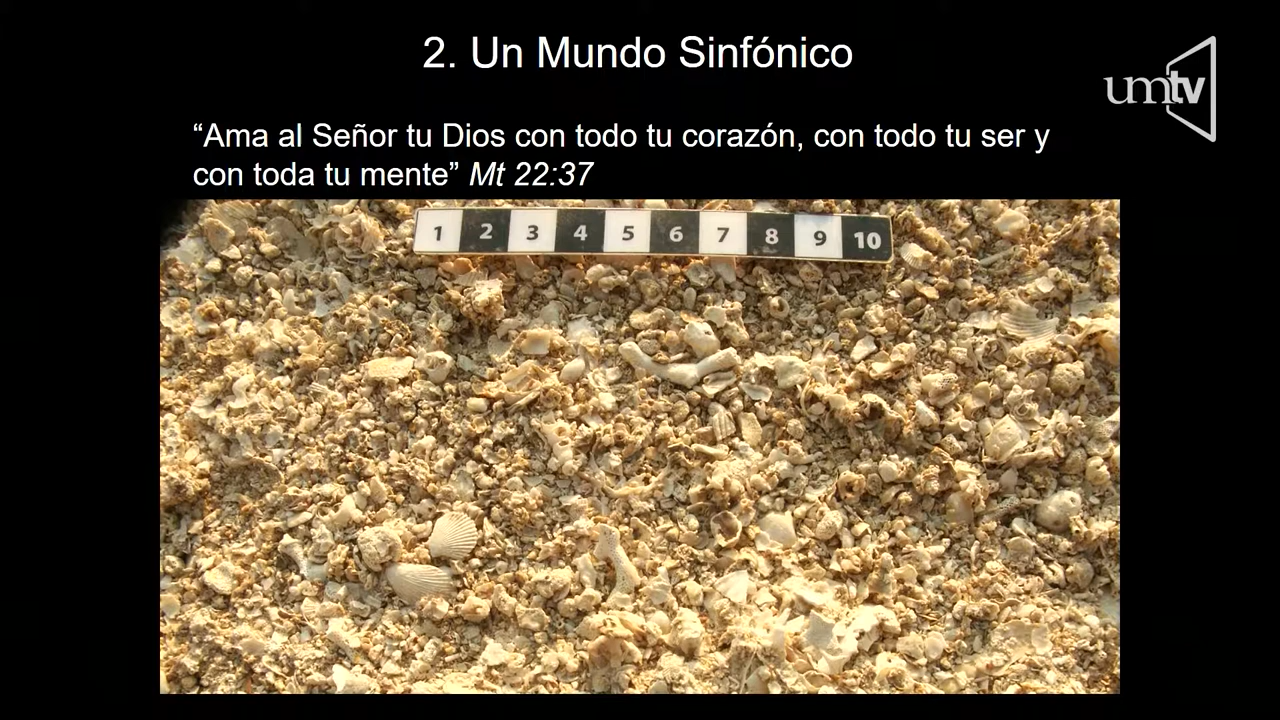 2. Un Mundo Sinfónico
umtv
“Ama al Señor tu Dios con todo tu corazón, con todo tu ser y
con toda tu mente” Mt 22:37
1 2 3 4 5 6 7 8 9 10